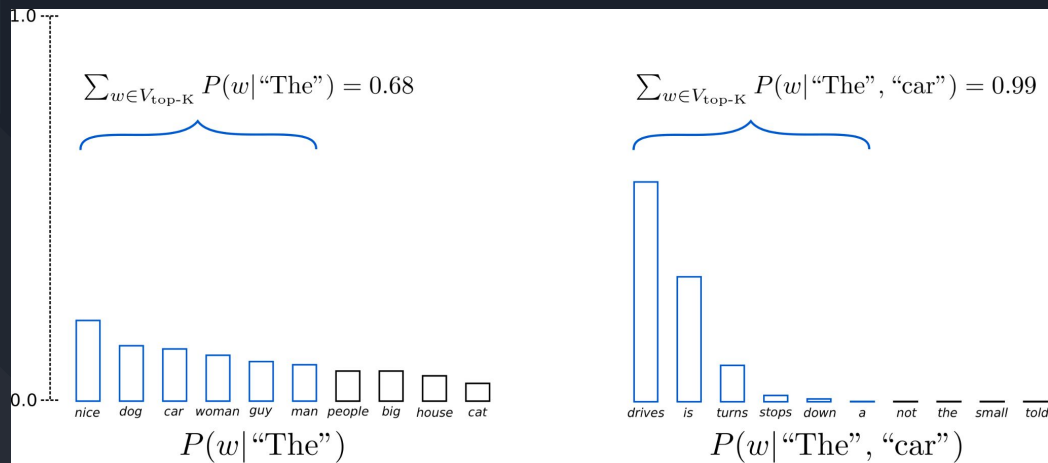 1.0
∑w∈Vtop-K P(w|“The”) = 0.68
∑w∈Vtop-K P(w|“The”, “car”) = 0.99
0.0
nice dog car woman guy man people big house cat
drives is turns stops down a not the small told
P(w|“The”)
P(w|“The”, “car”)